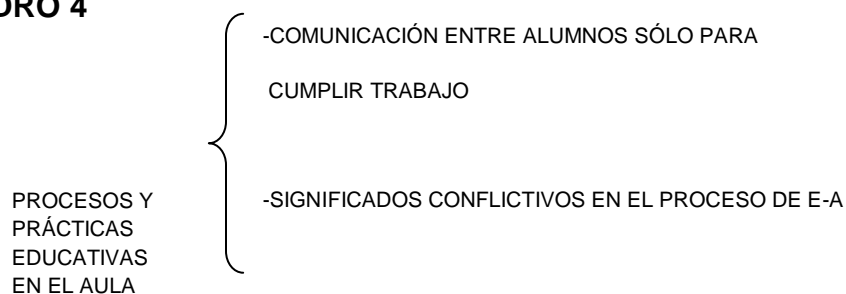 4
-COMUNICACIÓN ENTRE ALUMNOS SÓLO PARA
CUMPLIR TRABAJO
-SIGNIFICADOS CONFLICTIVOS EN EL PROCESO DE E-A
PROCESOS Y
PRÁCTICAS
EDUCATIVAS
EN EL AULA